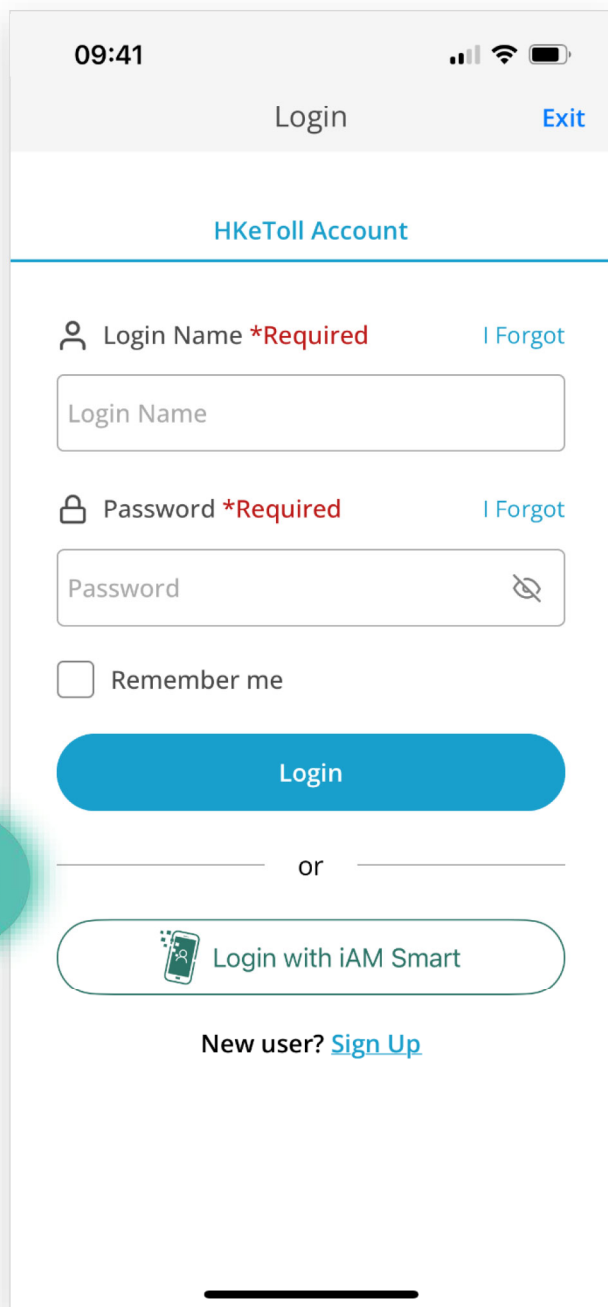 09:41
Login Exit
HKeToll Account
Login Name *Required I Forgot
Login Name
Password *Required I Forgot
Password
Remember me
Login
or
Login with iAM Smart
New user? Sign Up